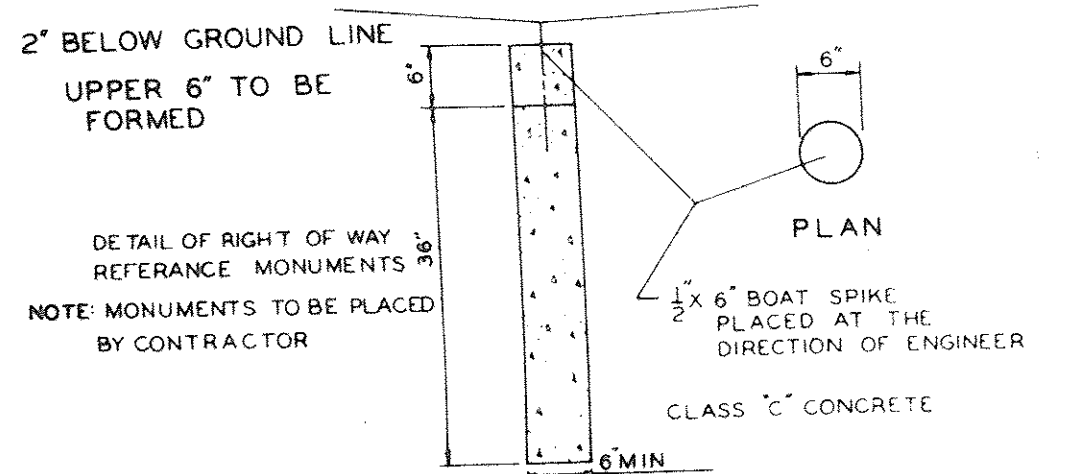 2" BELOW GROUND LINE
UPPER 6" TO BE
FORMED
6"
36"
DETAIL OF RIGHT OF WAY
REFERANCE MONUMENTS
NOTE: MONUMENTS TO BE PLACED
BY CONTRACTOR
6" MIN
6"
PLAN
1/2" X 6" BOAT SPIKE
PLACED AT THE
DIRECTION OF ENGINEER
CLASS "C" CONCRETE